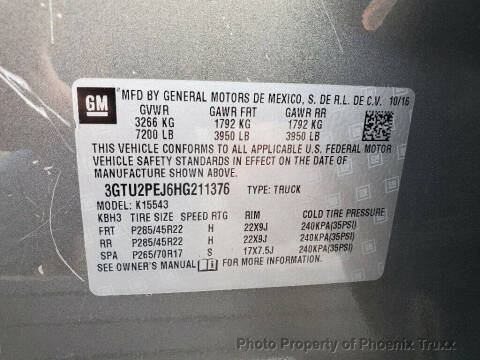 GM MFD BY GENERAL MOTORS DE MEXICO, S. DE R.L. DE C.V. 10/16
GVWR GAWR FRT GAWR RR
3266 KG 1792 KG 1792 KG
7200 LB 3950 LB 3950 LB
THIS VEHICLE CONFORMS TO ALL APPLICABLE U.S. FEDERAL MOTOR
VEHICLE SAFETY STANDARDS IN EFFECT ON THE DATE OF
MANUFACTURE SHOWN ABOVE.
3GTU2PEJ6HG211376 TYPE: TRUCK
MODEL: K15543
KBH3 TIRE SIZE SPEED RTG RIM COLD TIRE PRESSURE
FRT P285/45R22 H 22X9J 240KPA(35PSI)
RR P285/45R22 H 22X9J 240KPA(35PSI)
SPA P265/70R17 S 17X7.5J 240KPA(35PSI)
SEE OWNER'S MANUAL FOR MORE INFORMATION.
Photo Property of Phoenix Truxx